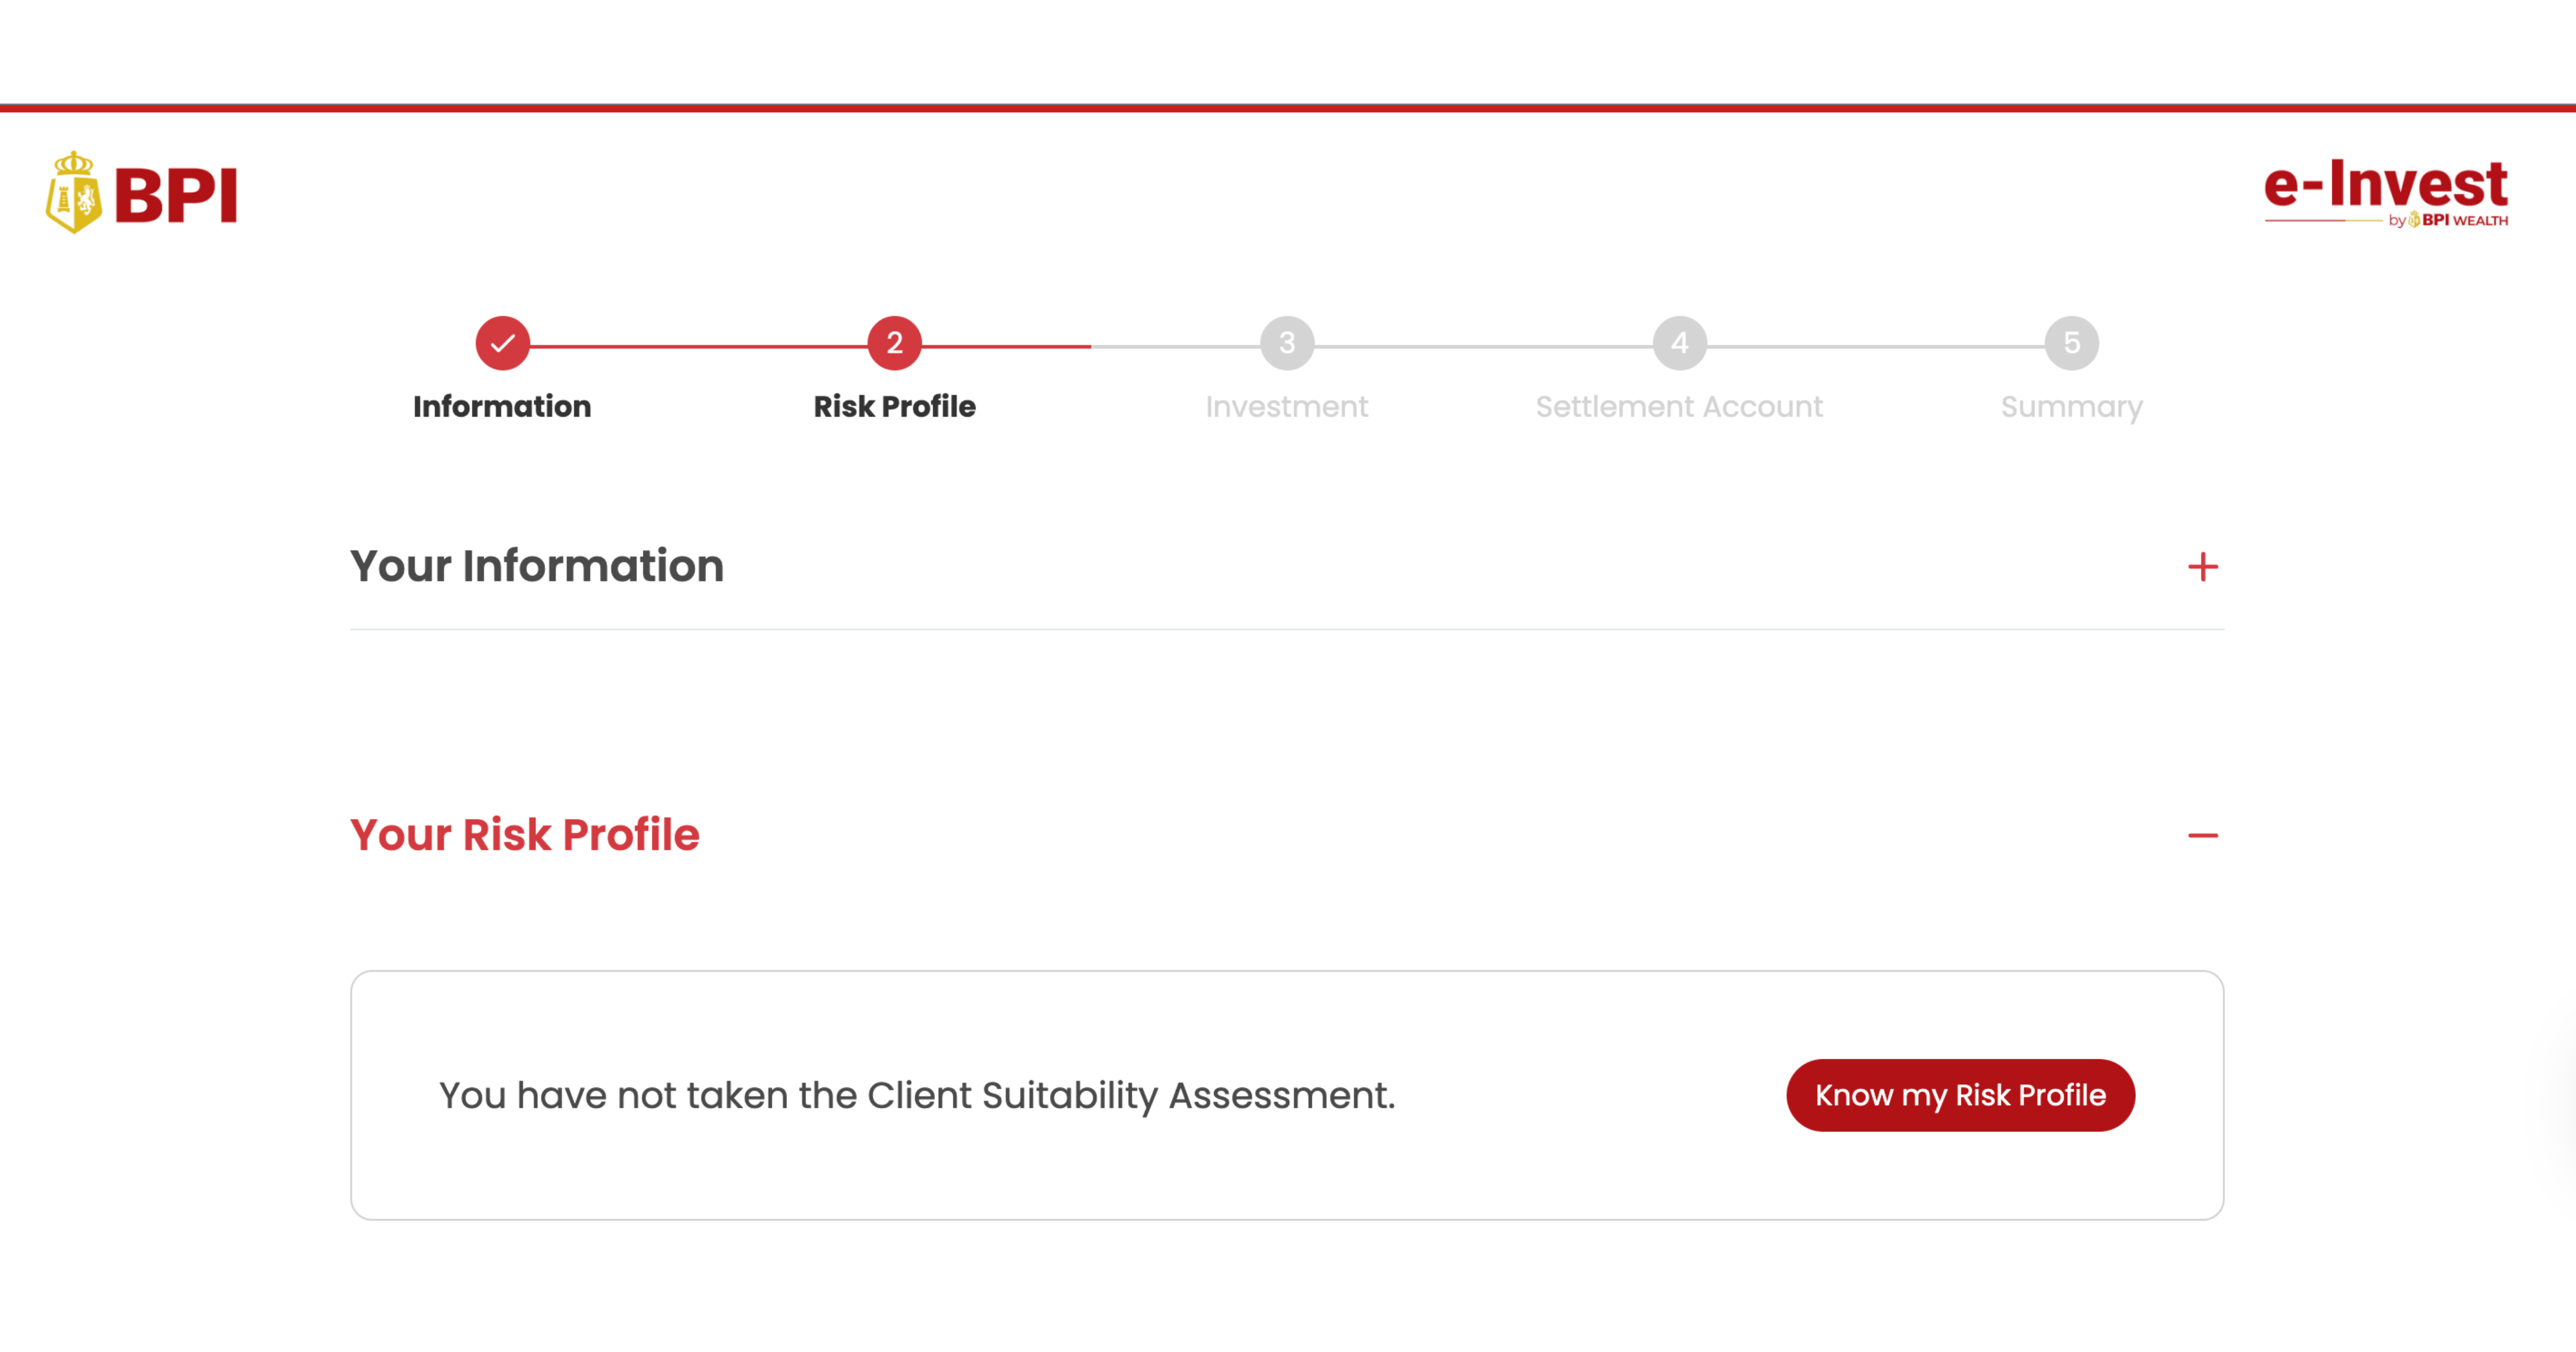 BPI
e-Invest
by BPI WEALTH
2
3
4
5
Information
Risk Profile
Investment
Settlement Account
Summary
Your Information
Your Risk Profile
You have not taken the Client Suitability Assessment.
Know my Risk Profile